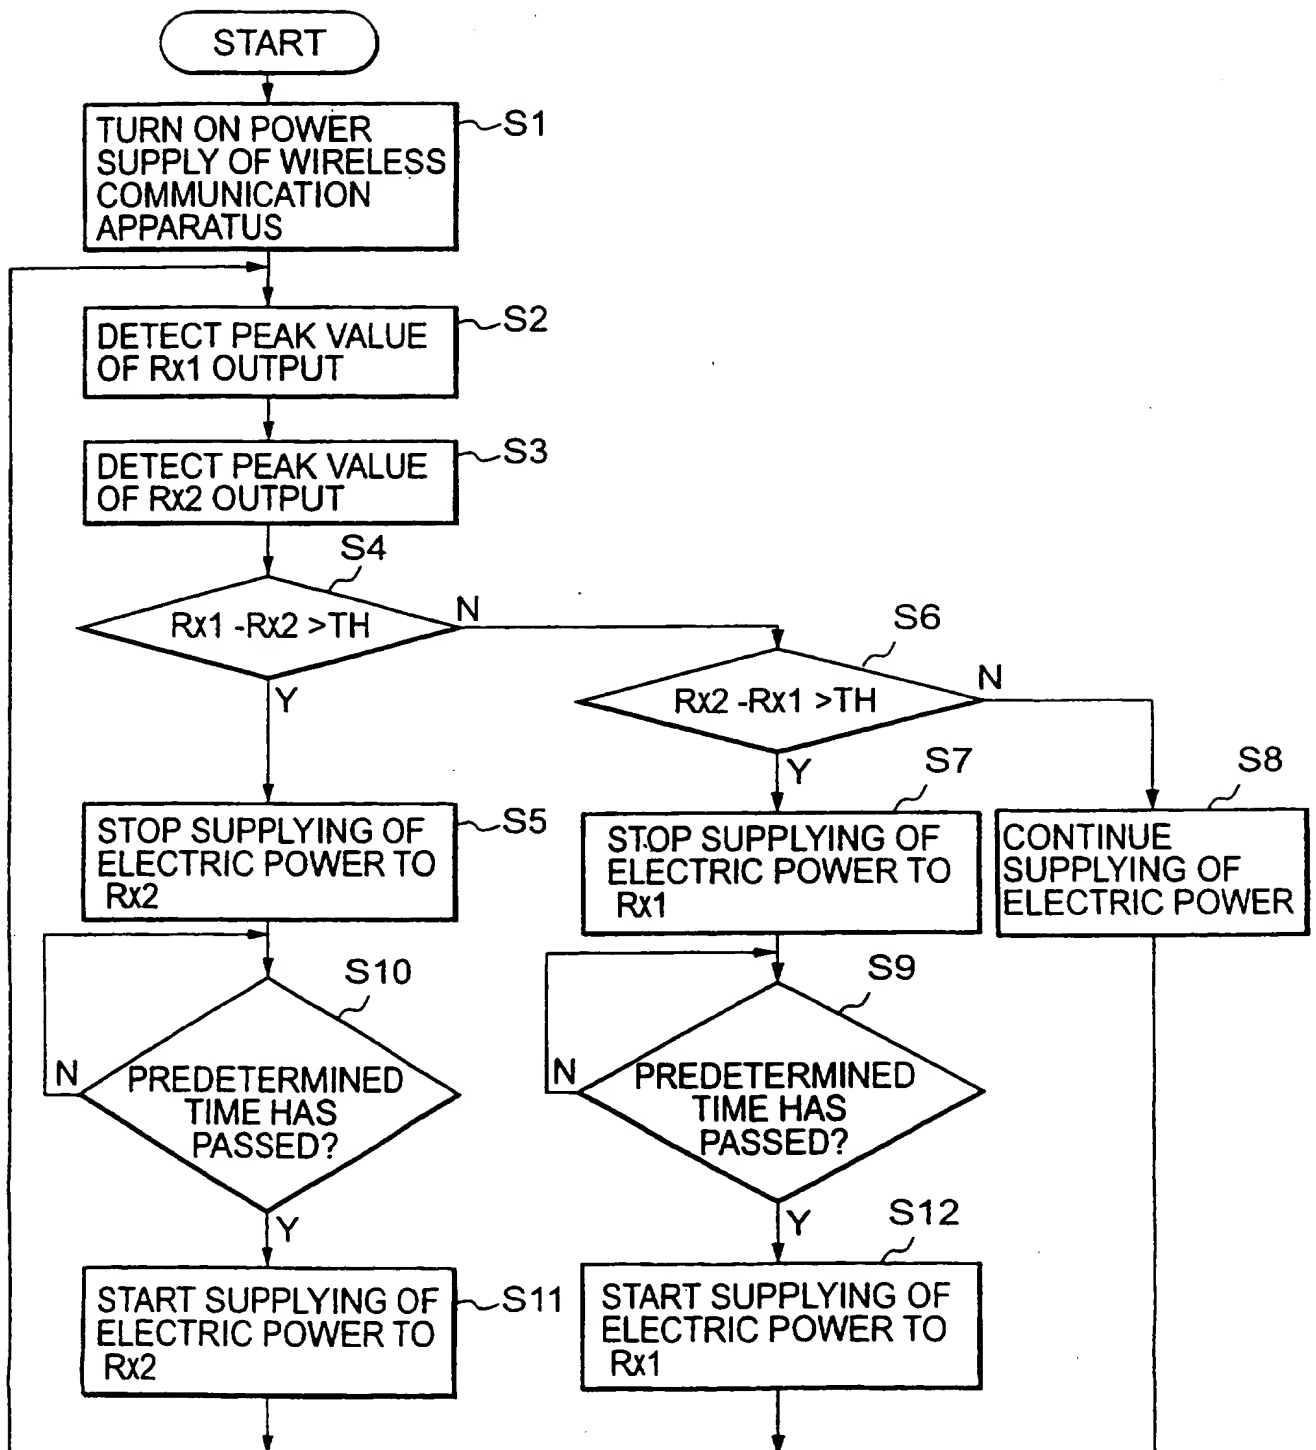 START
TURN ON POWER
SUPPLY OF WIRELESS
COMMUNICATION
APPARATUS
S1
DETECT PEAK VALUE
OF Rx1 OUTPUT
S2
DETECT PEAK VALUE
OF Rx2 OUTPUT
S3
S4
Rx1 -Rx2 >TH
N
Y
S6
Rx2 -Rx1 >TH
N
Y
STOP SUPPLYING OF
ELECTRIC POWER TO
Rx2
S5
S7
STOP SUPPLYING OF
ELECTRIC POWER TO
Rx1
S8
CONTINUE
SUPPLYING OF
ELECTRIC POWER
S10
PREDETERMINED
TIME HAS
PASSED?
N
Y
S9
PREDETERMINED
TIME HAS
PASSED?
N
Y
START SUPPLYING OF
ELECTRIC POWER TO
Rx2
S11
S12
START SUPPLYING OF
ELECTRIC POWER TO
Rx1